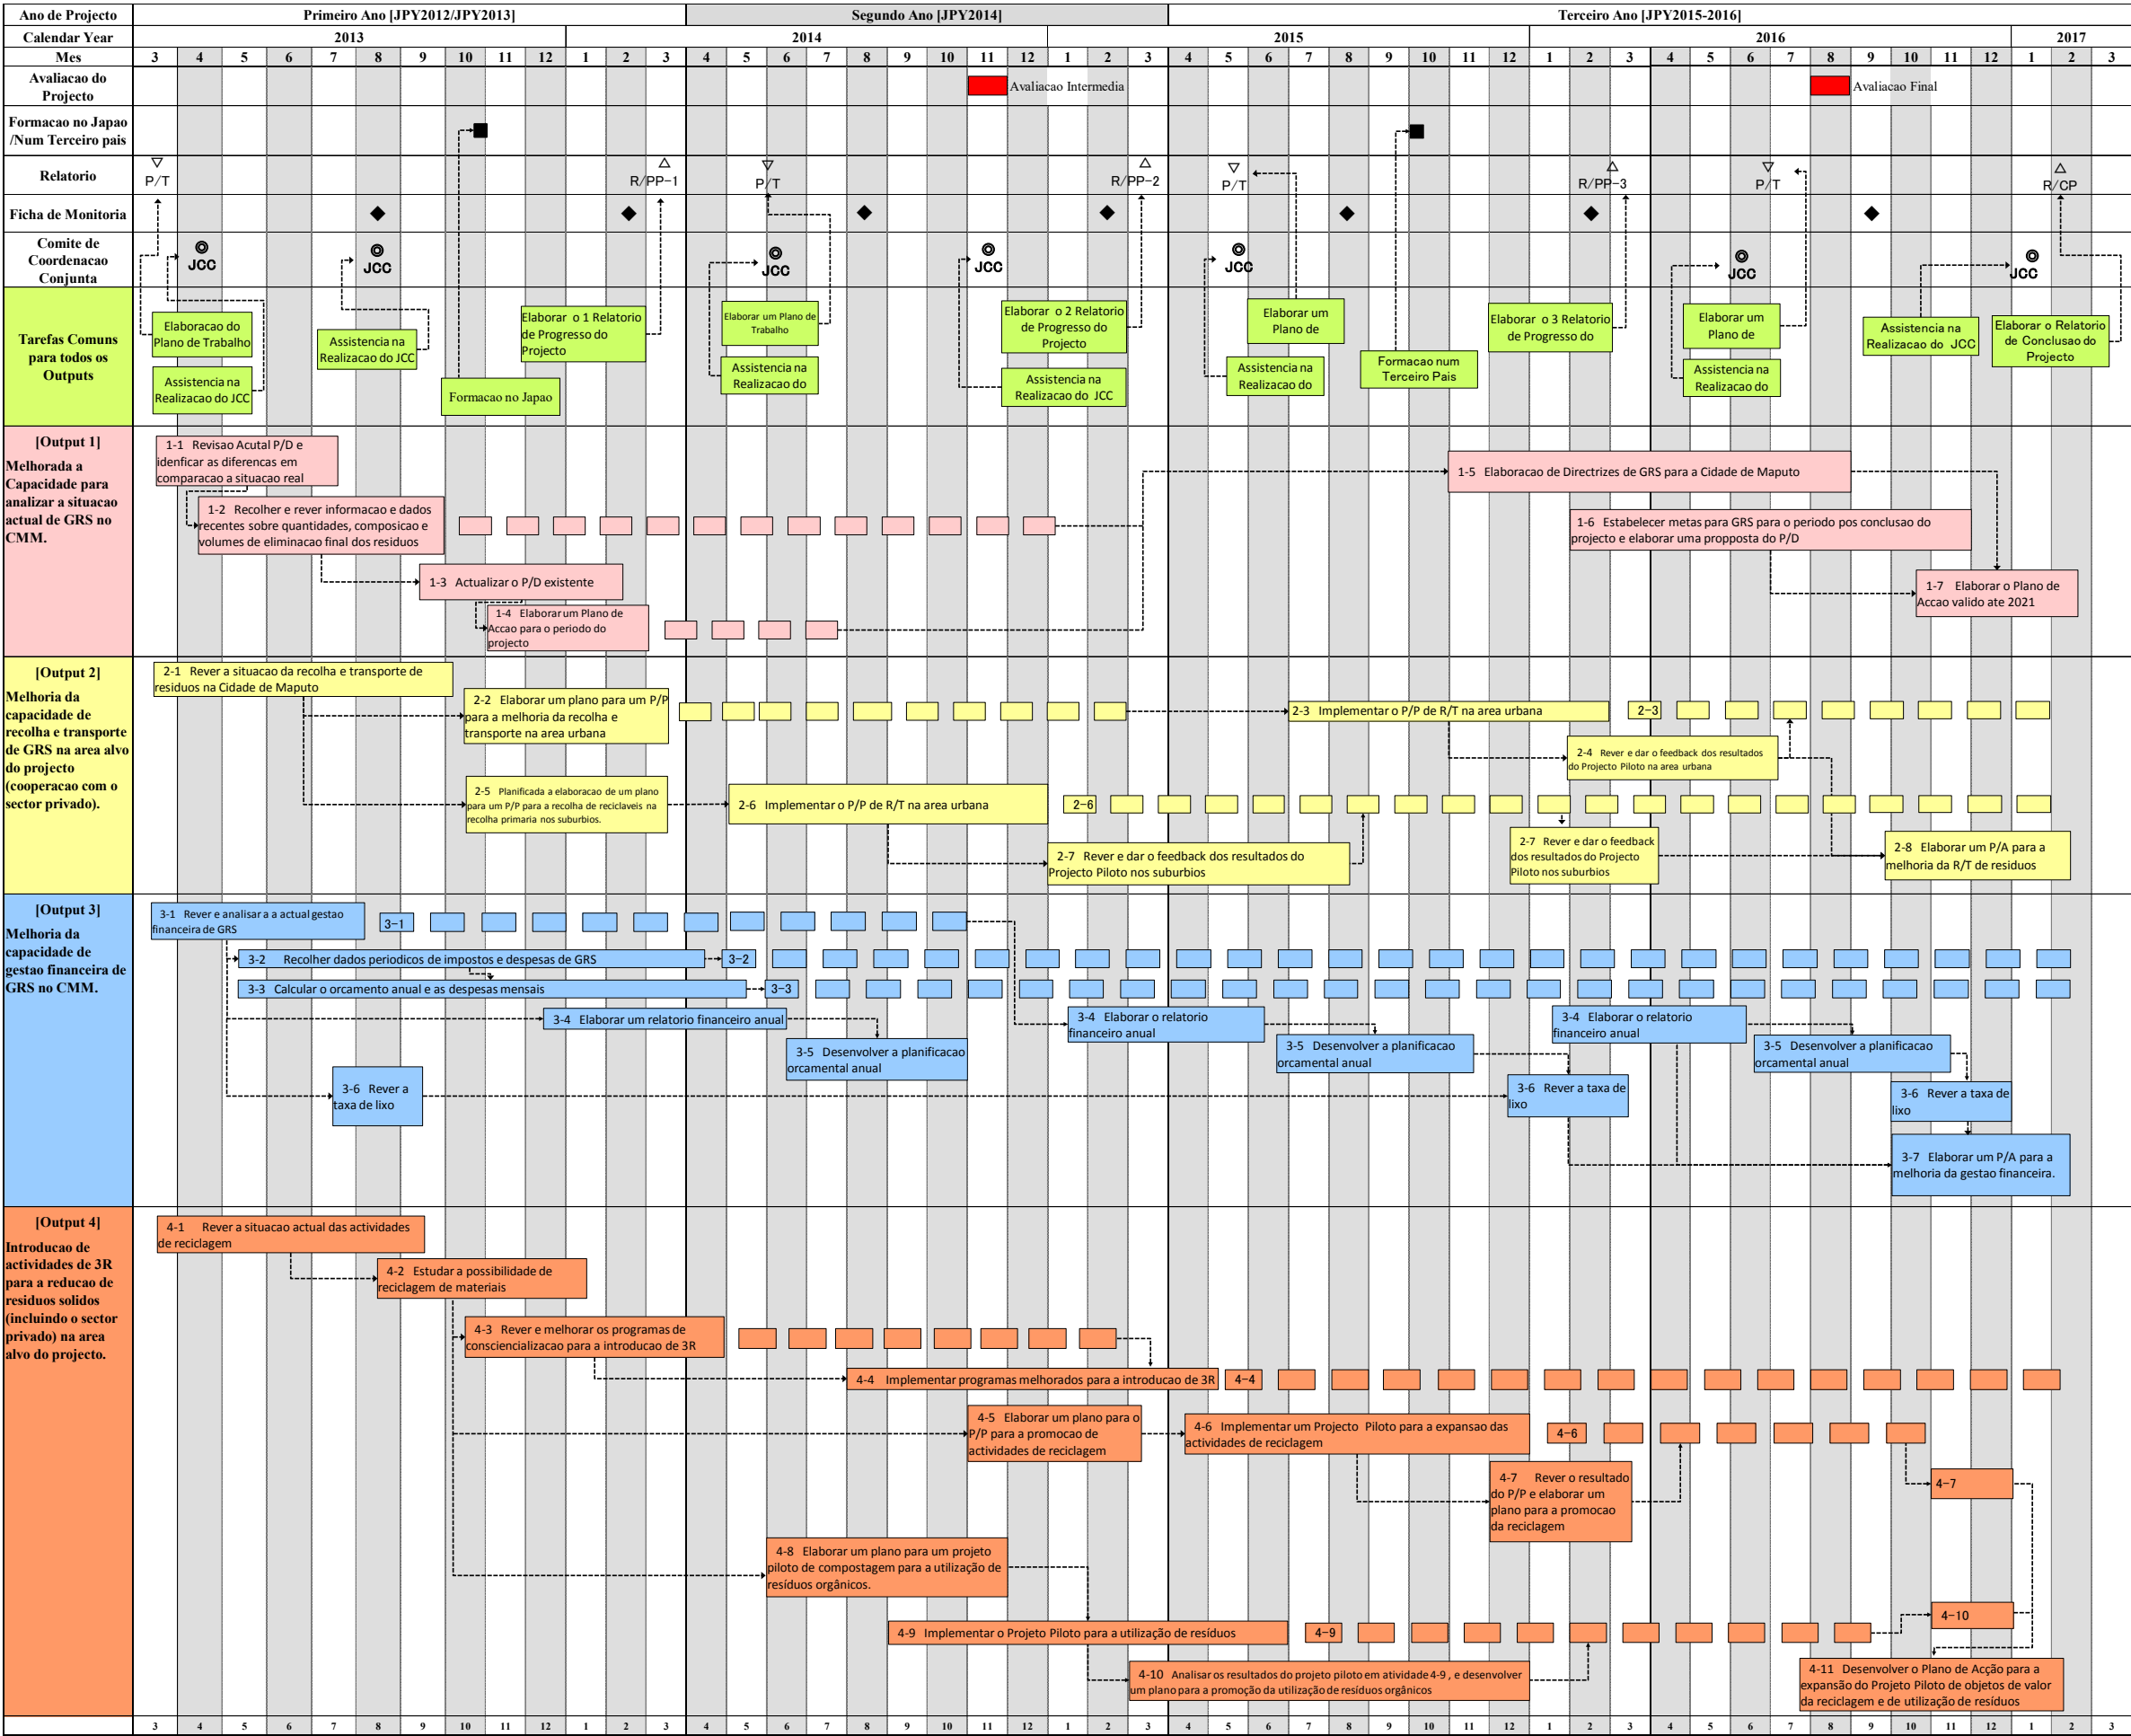 Ano de Projecto
Primeiro Ano [JPY2012/JPY2013]
Segundo Ano [JPY2014]
Terceiro Ano [JPY2015-2016]
Calendar Year
2013
2014
2015
2016
2017
Mes
3 4 5 6 7 8 9 10 11 12 1 2 3 4 5 6 7 8 9 10 11 12 1 2 3 4 5 6 7 8 9 10 11 12 1 2 3 4 5 6 7 8 9 10 11 12 1 2 3
Avaliacao do
Projecto
Avaliacao Intermedia
Avaliacao Final
Formacao no Japao
/Num Terceiro pais
Relatorio
P/T
R/PP-1
P/T
R/PP-2
P/T
R/PP-3
P/T
R/CP
Ficha de Monitoria
Comite de
Coordenacao
Conjunta
JCC
JCC
JCC
JCC
JCC
JCC
JCC
Tarefas Comuns
para todos os
Outputs
Elaboracao do
Plano de Trabalho
Assistencia na
Realizacao do JCC
Assistencia na
Realizacao do JCC
Formacao no Japao
Elaborar o 1 Relatorio
de Progresso do
Projecto
Elaborar um Plano de
Trabalho
Assistencia na
Realizacao do
Elaborar o 2 Relatorio
de Progresso do
Projecto
Assistencia na
Realizacao do JCC
Elaborar um
Plano de
Assistencia na
Realizacao do
Formacao num
Terceiro Pais
Elaborar o 3 Relatorio
de Progresso do
Elaborar um
Plano de
Assistencia na
Realizacao do
Assistencia na
Realizacao do JCC
Elaborar o Relatorio
de Conclusao do
Projecto
[Output 1]
Melhorada a
Capacidade para
analizar a situacao
actual de GRS no
CMM.
1-1 Revisao Acutal P/D e
idenficar as diferencas em
comparacao a situacao real
1-2 Recolher e rever informacao e dados
recentes sobre quantidades, composicao e
volumes de eliminacao final dos residuos
1-3 Actualizar o P/D existente
1-4 Elaborar um Plano de
Accao para o periodo do
projecto
1-5 Elaboracao de Directrizes de GRS para a Cidade de Maputo
1-6 Estabelecer metas para GRS para o periodo pos conclusao do
projecto e elaborar uma propposta do P/D
1-7 Elaborar o Plano de
Accao valido ate 2021
[Output 2]
Melhoria da
capacidade de
recolha e transporte
de GRS na area alvo
do projecto
(cooperacao com o
sector privado).
2-1 Rever a situacao da recolha e transporte de
residuos na Cidade de Maputo
2-2 Elaborar um plano para um P/P
para a melhoria da recolha e
transporte na area urbana
2-3 Implementar o P/P de R/T na area urbana
2-3
2-4 Rever e dar o feedback dos resultados
do Projecto Piloto na area urbana
2-5 Planificada a elaboracao de um plano
para um P/P para a recolha de reciclaveis na
recolha primaria nos suburbios.
2-6 Implementar o P/P de R/T na area urbana
2-6
2-7 Rever e dar o feedback dos resultados do
Projecto Piloto nos suburbios
2-7 Rever e dar o feedback
dos resultados do Projecto
Piloto nos suburbios
2-8 Elaborar um P/A para a
melhoria da R/T de residuos
[Output 3]
Melhoria da
capacidade de
gestao financeira de
GRS no CMM.
3-1 Rever e analisar a a actual gestao
financeira de GRS
3-1
3-2 Recolher dados periodicos de impostos e despesas de GRS
3-2
3-3 Calcular o orcamento anual e as despesas mensais
3-3
3-4 Elaborar um relatorio financeiro anual
3-5 Desenvolver a planificacao
orcamental anual
3-6 Rever a
taxa de lixo
3-4 Elaborar o relatorio
financeiro anual
3-5 Desenvolver a planificacao
orcamental anual
3-6 Rever a taxa de
lixo
3-4 Elaborar o relatorio
financeiro anual
3-5 Desenvolver a planificacao
orcamental anual
3-6 Rever a taxa de
lixo
3-7 Elaborar um P/A para a
melhoria da gestao financeira.
[Output 4]
Introducao de
actividades de 3R
para a reducao de
residuos solidos
(incluindo o sector
privado) na area
alvo do projecto.
4-1 Rever a situacao actual das actividades
de reciclagem
4-2 Estudar a possibilidade de
reciclagem de materiais
4-3 Rever e melhorar os programas de
consciencializacao para a introducao de 3R
4-4 Implementar programas melhorados para a introducao de 3R
4-4
4-5 Elaborar um plano para o
P/P para a promocao de
actividades de reciclagem
4-6 Implementar um Projecto Piloto para a expansao das
actividades de reciclagem
4-6
4-7 Rever o resultado
do P/P e elaborar um
plano para a promocao
da reciclagem
4-7
4-8 Elaborar um plano para um projeto
piloto de compostagem para a utilização de
resíduos orgânicos.
4-9 Implementar o Projeto Piloto para a utilização de resíduos
4-9
4-10
4-10 Analisar os resultados do projeto piloto em atividade 4-9 , e desenvolver
um plano para a promoção da utilização de resíduos orgânicos
4-11 Desenvolver o Plano de Acção para a
expansão do Projeto Piloto de objetos de valor
da reciclagem e de utilização de resíduos
3 4 5 6 7 8 9 10 11 12 1 2 3 4 5 6 7 8 9 10 11 12 1 2 3 4 5 6 7 8 9 10 11 12 1 2 3 4 5 6 7 8 9 10 11 12 1 2 3